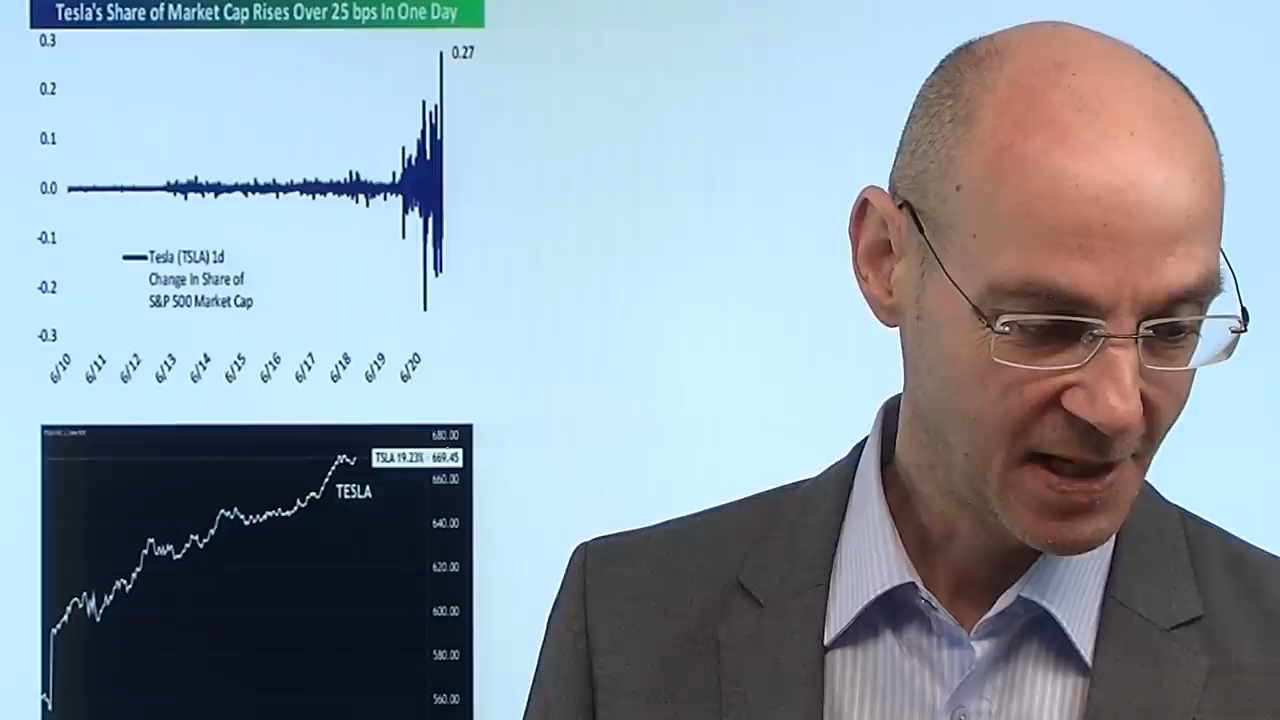 Tesla's Share of Market Cap Rises Over 25 bps In One Day
0.3
0.27
0.2
0.1
0.0
-0.1
Tesla (TSLA) 1d
Change In Share of
S&P 500 Market Cap
-0.2
-0.3
6/10 6/11 6/12 6/13 6/14 6/15 6/16 6/17 6/18 6/19 6/20
680.00
TSLA 19.23% 669.45
660.00
TESLA
640.00
620.00
600.00
580.00
560.00